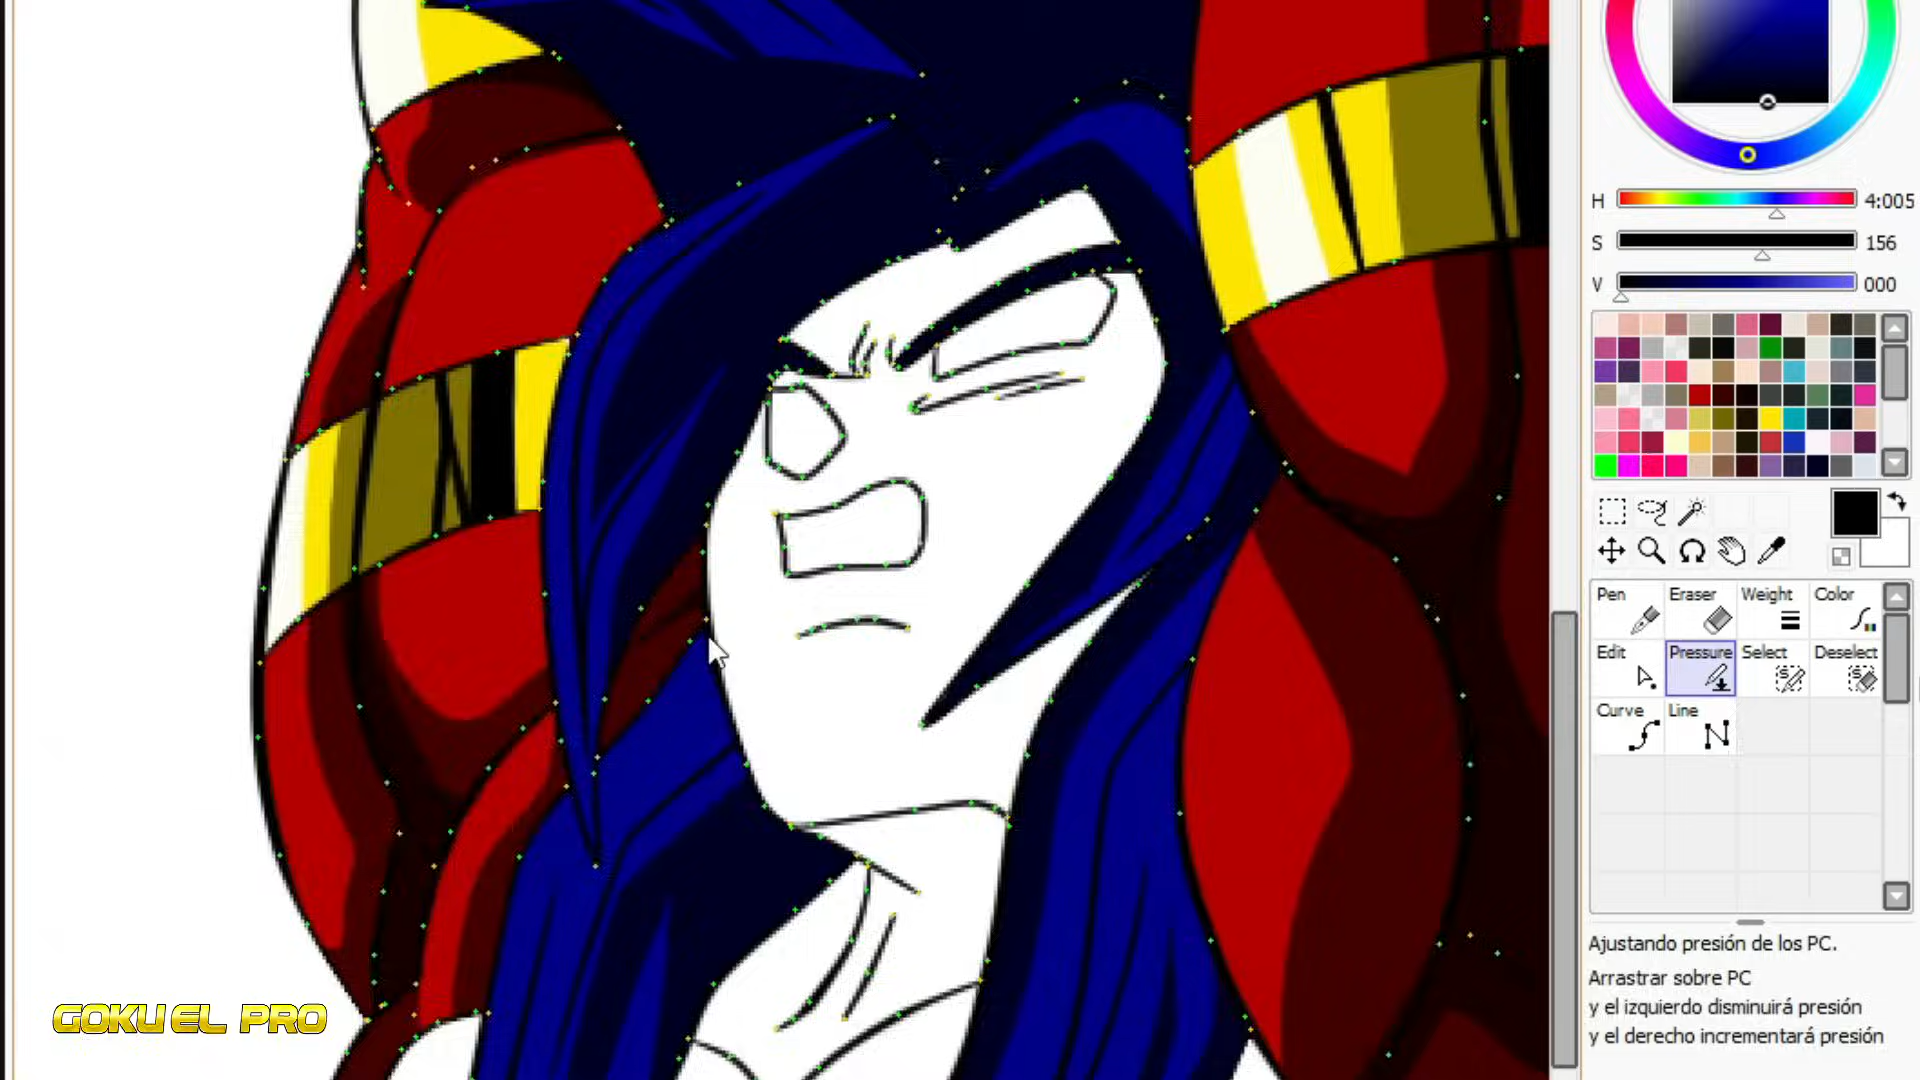 H 4:005
S 156
V 000
Pen Eraser Weight Color
Edit Pressure Select Deselect
Curve Line
Ajustando presión de los PC.
Arrastrar sobre PC
y el izquierdo disminuirá presión
y el derecho incrementará presión
GOKU EL PRO